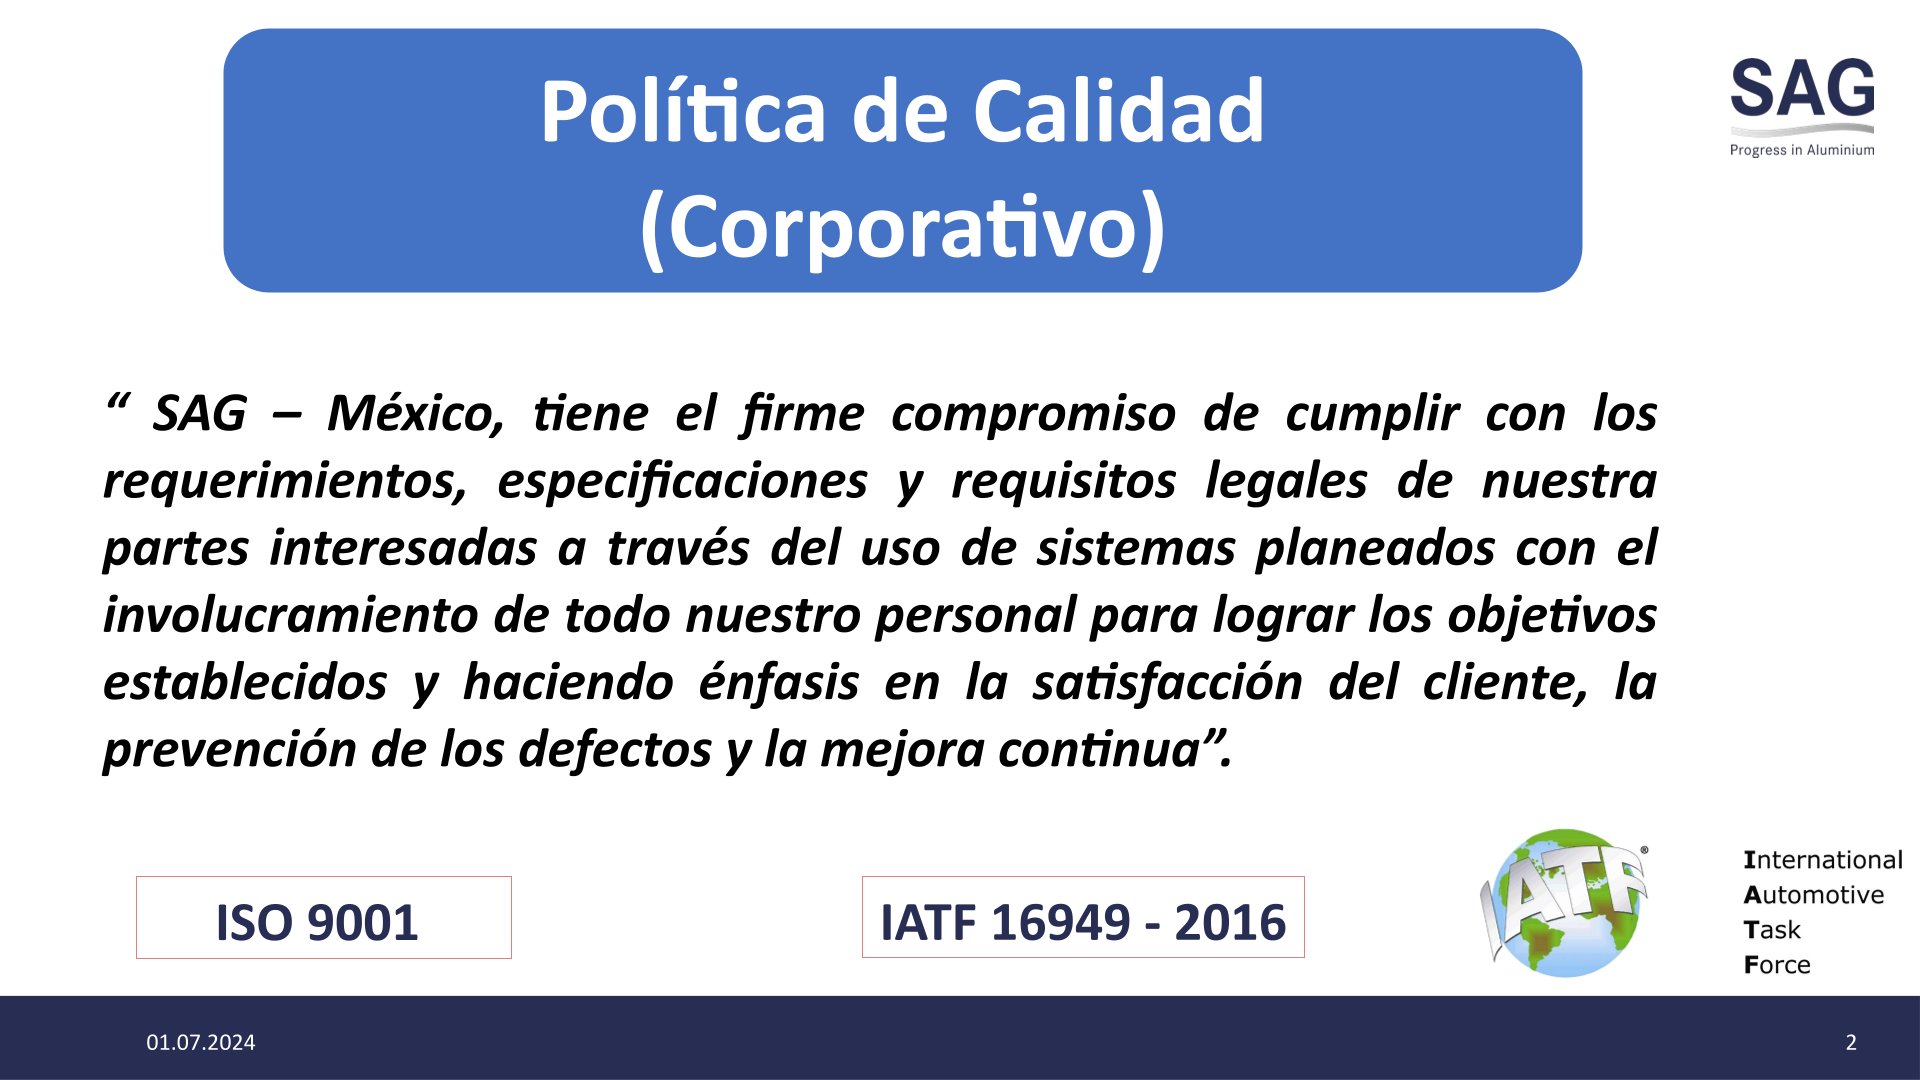 Política de Calidad
(Corporativo)
SAG
Progress in Aluminium
“ SAG – México, tiene el firme compromiso de cumplir con los
requerimientos, especificaciones y requisitos legales de nuestra
partes interesadas a través del uso de sistemas planeados con el
involucramiento de todo nuestro personal para lograr los objetivos
establecidos y haciendo énfasis en la satisfacción del cliente, la
prevención de los defectos y la mejora continua”.
ISO 9001
IATF 16949 - 2016
IATF®
International
Automotive
Task
Force
01.07.2024
2